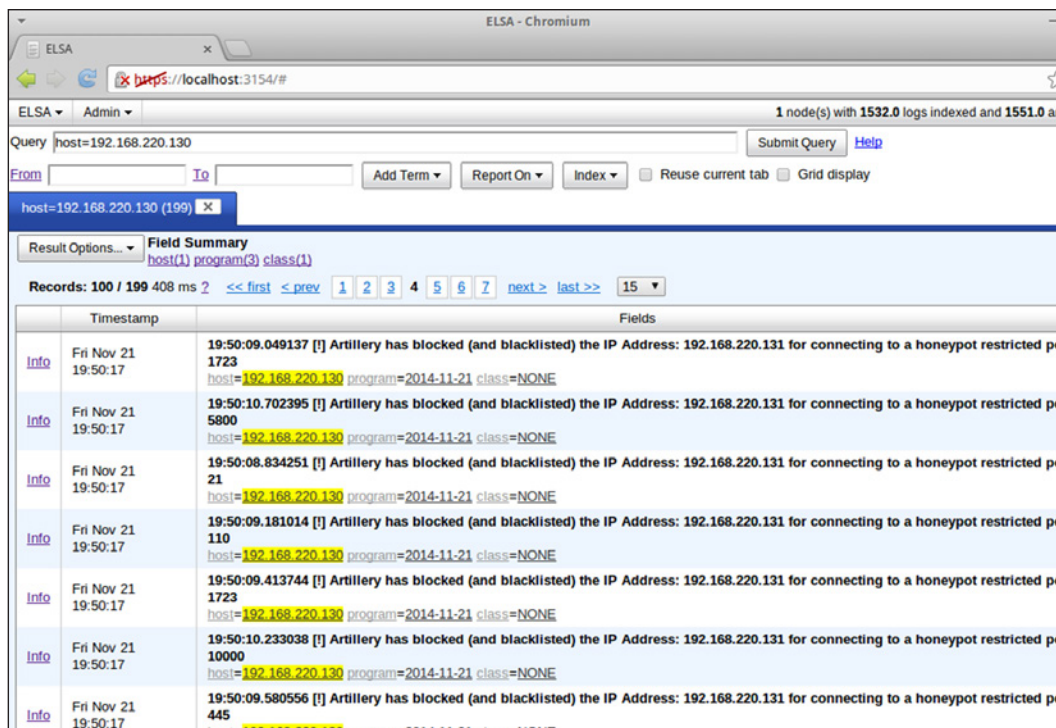 ELSA - Chromium
ELSA
https://localhost:3154/#
ELSA Admin 1 node(s) with 1532.0 logs indexed and 1551.0
Query host=192.168.220.130 Submit Query Help
From To Add Term Report On Index Reuse current tab Grid display
host=192.168.220.130 (199)
Result Options... Field Summary
host(1) program(3) class(1)
Records: 100 / 199 408 ms ? << first < prev 1 2 3 4 5 6 7 next > last >> 15
Timestamp Fields
Info Fri Nov 21 19:50:17 19:50:09.049137 [!] Artillery has blocked (and blacklisted) the IP Address: 192.168.220.131 for connecting to a honeypot restricted
1723
host=192.168.220.130 program=2014-11-21 class=NONE
Info Fri Nov 21 19:50:17 19:50:10.702395 [!] Artillery has blocked (and blacklisted) the IP Address: 192.168.220.131 for connecting to a honeypot restricted
5800
host=192.168.220.130 program=2014-11-21 class=NONE
Info Fri Nov 21 19:50:17 19:50:08.834251 [!] Artillery has blocked (and blacklisted) the IP Address: 192.168.220.131 for connecting to a honeypot restricted
21
host=192.168.220.130 program=2014-11-21 class=NONE
Info Fri Nov 21 19:50:17 19:50:09.181014 [!] Artillery has blocked (and blacklisted) the IP Address: 192.168.220.131 for connecting to a honeypot restricted
110
host=192.168.220.130 program=2014-11-21 class=NONE
Info Fri Nov 21 19:50:17 19:50:09.413744 [!] Artillery has blocked (and blacklisted) the IP Address: 192.168.220.131 for connecting to a honeypot restricted
1723
host=192.168.220.130 program=2014-11-21 class=NONE
Info Fri Nov 21 19:50:17 19:50:10.233038 [!] Artillery has blocked (and blacklisted) the IP Address: 192.168.220.131 for connecting to a honeypot restricted
10000
host=192.168.220.130 program=2014-11-21 class=NONE
Info Fri Nov 21 19:50:17 19:50:09.580556 [!] Artillery has blocked (and blacklisted) the IP Address: 192.168.220.131 for connecting to a honeypot restricted
445